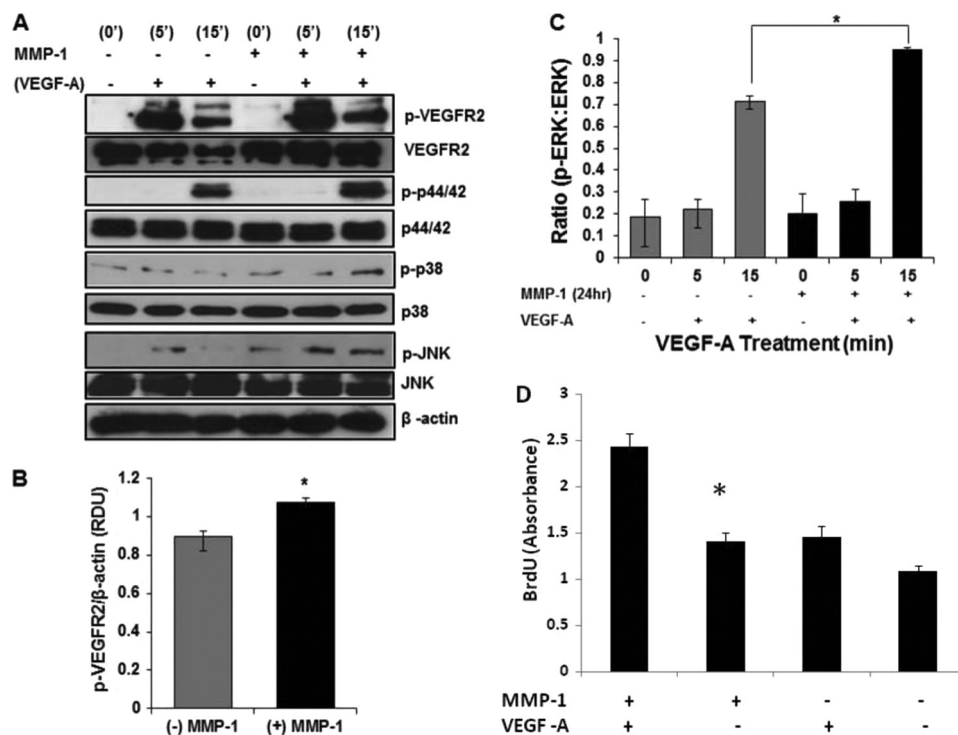 A
(0') (5') (15') (0') (5') (15')
MMP-1 - - - + + +
(VEGF-A) - + + - + +
p-VEGFR2
VEGFR2
p-p44/42
p44/42
p-p38
p38
p-JNK
JNK
β -actin
B
p-VEGFR2/β-actin (RDU)
1.2
1
0.8
0.6
0.4
0.2
0
*
(-) MMP-1 (+) MMP-1
C
Ratio (p-ERK:ERK)
1
0.9
0.8
0.7
0.6
0.5
0.4
0.3
0.2
0.1
0
*
0 5 15 0 5 15
MMP-1 (24hr) - - - + + +
VEGF-A - + + - + +
VEGF-A Treatment (min)
D
BrdU (Absorbance)
3
2.5
2
1.5
1
0.5
0
*
MMP-1 + + - -
VEGF -A + - + -